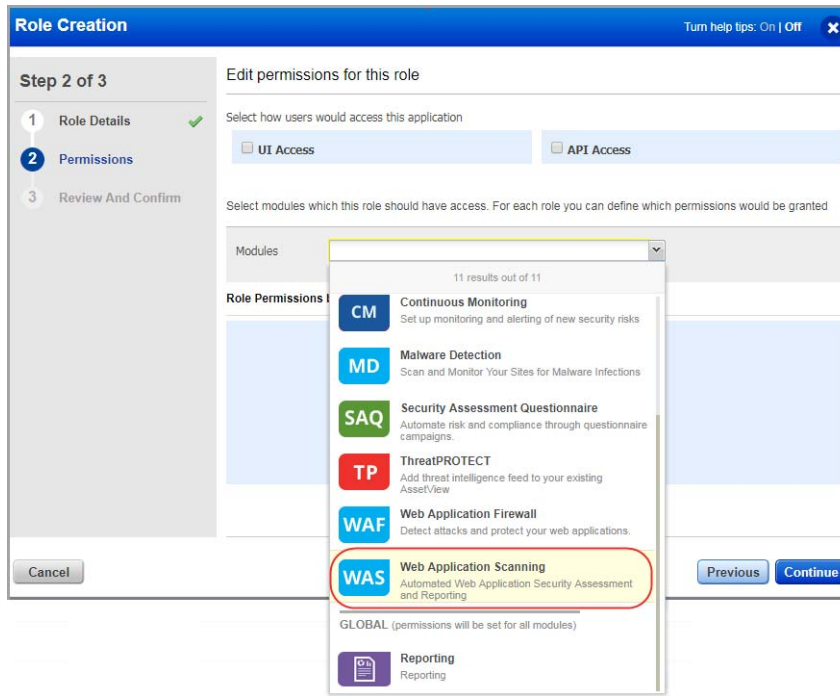 Role Creation
Turn help tips: On | Off
Step 2 of 3
1 Role Details
2 Permissions
3 Review And Confirm
Edit permissions for this role
Select how users would access this application
UI Access
API Access
Select modules which this role should have access. For each role you can define which permissions would be granted
Modules
11 results out of 11
Role Permissions
CM
Continuous Monitoring
Set up monitoring and alerting of new security risks
MD
Malware Detection
Scan and Monitor Your Sites for Malware Infections
SAQ
Security Assessment Questionnaire
Automate risk and compliance through questionnaire
campaigns.
TP
ThreatPROTECT
Add threat intelligence feed to your existing
AssetView
WAF
Web Application Firewall
Detect attacks and protect your web applications.
WAS
Web Application Scanning
Automated Web Application Security Assessment
and Reporting
GLOBAL (permissions will be set for all modules)
Reporting
Reporting
Cancel
Previous
Continue